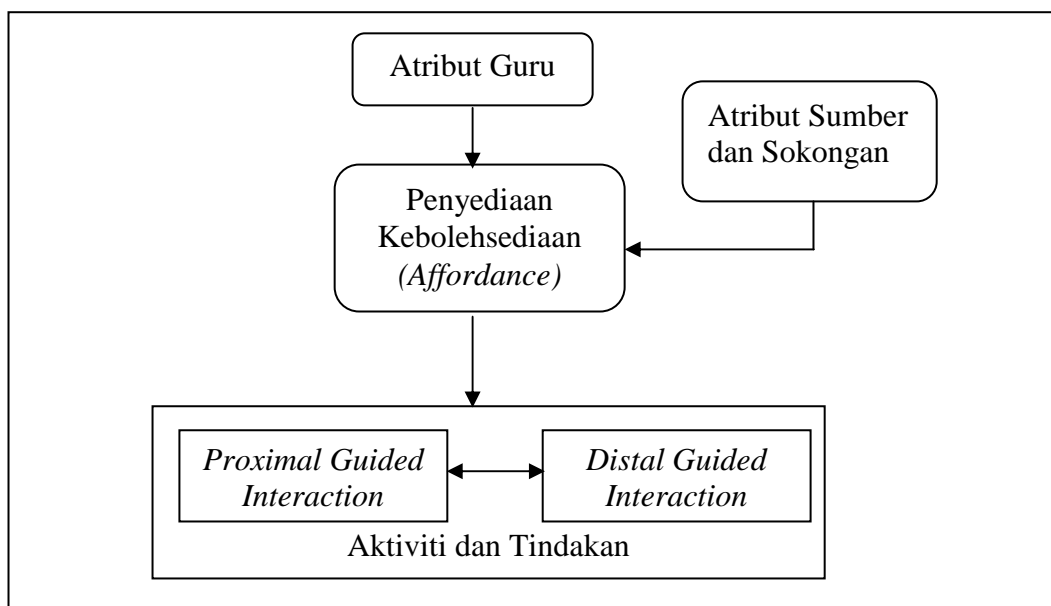 Atribut Guru
Atribut Sumber
dan Sokongan
Penyediaan
Kebolehsediaan
(Affordance)
Proximal Guided
Interaction
Distal Guided
Interaction
Aktiviti dan Tindakan